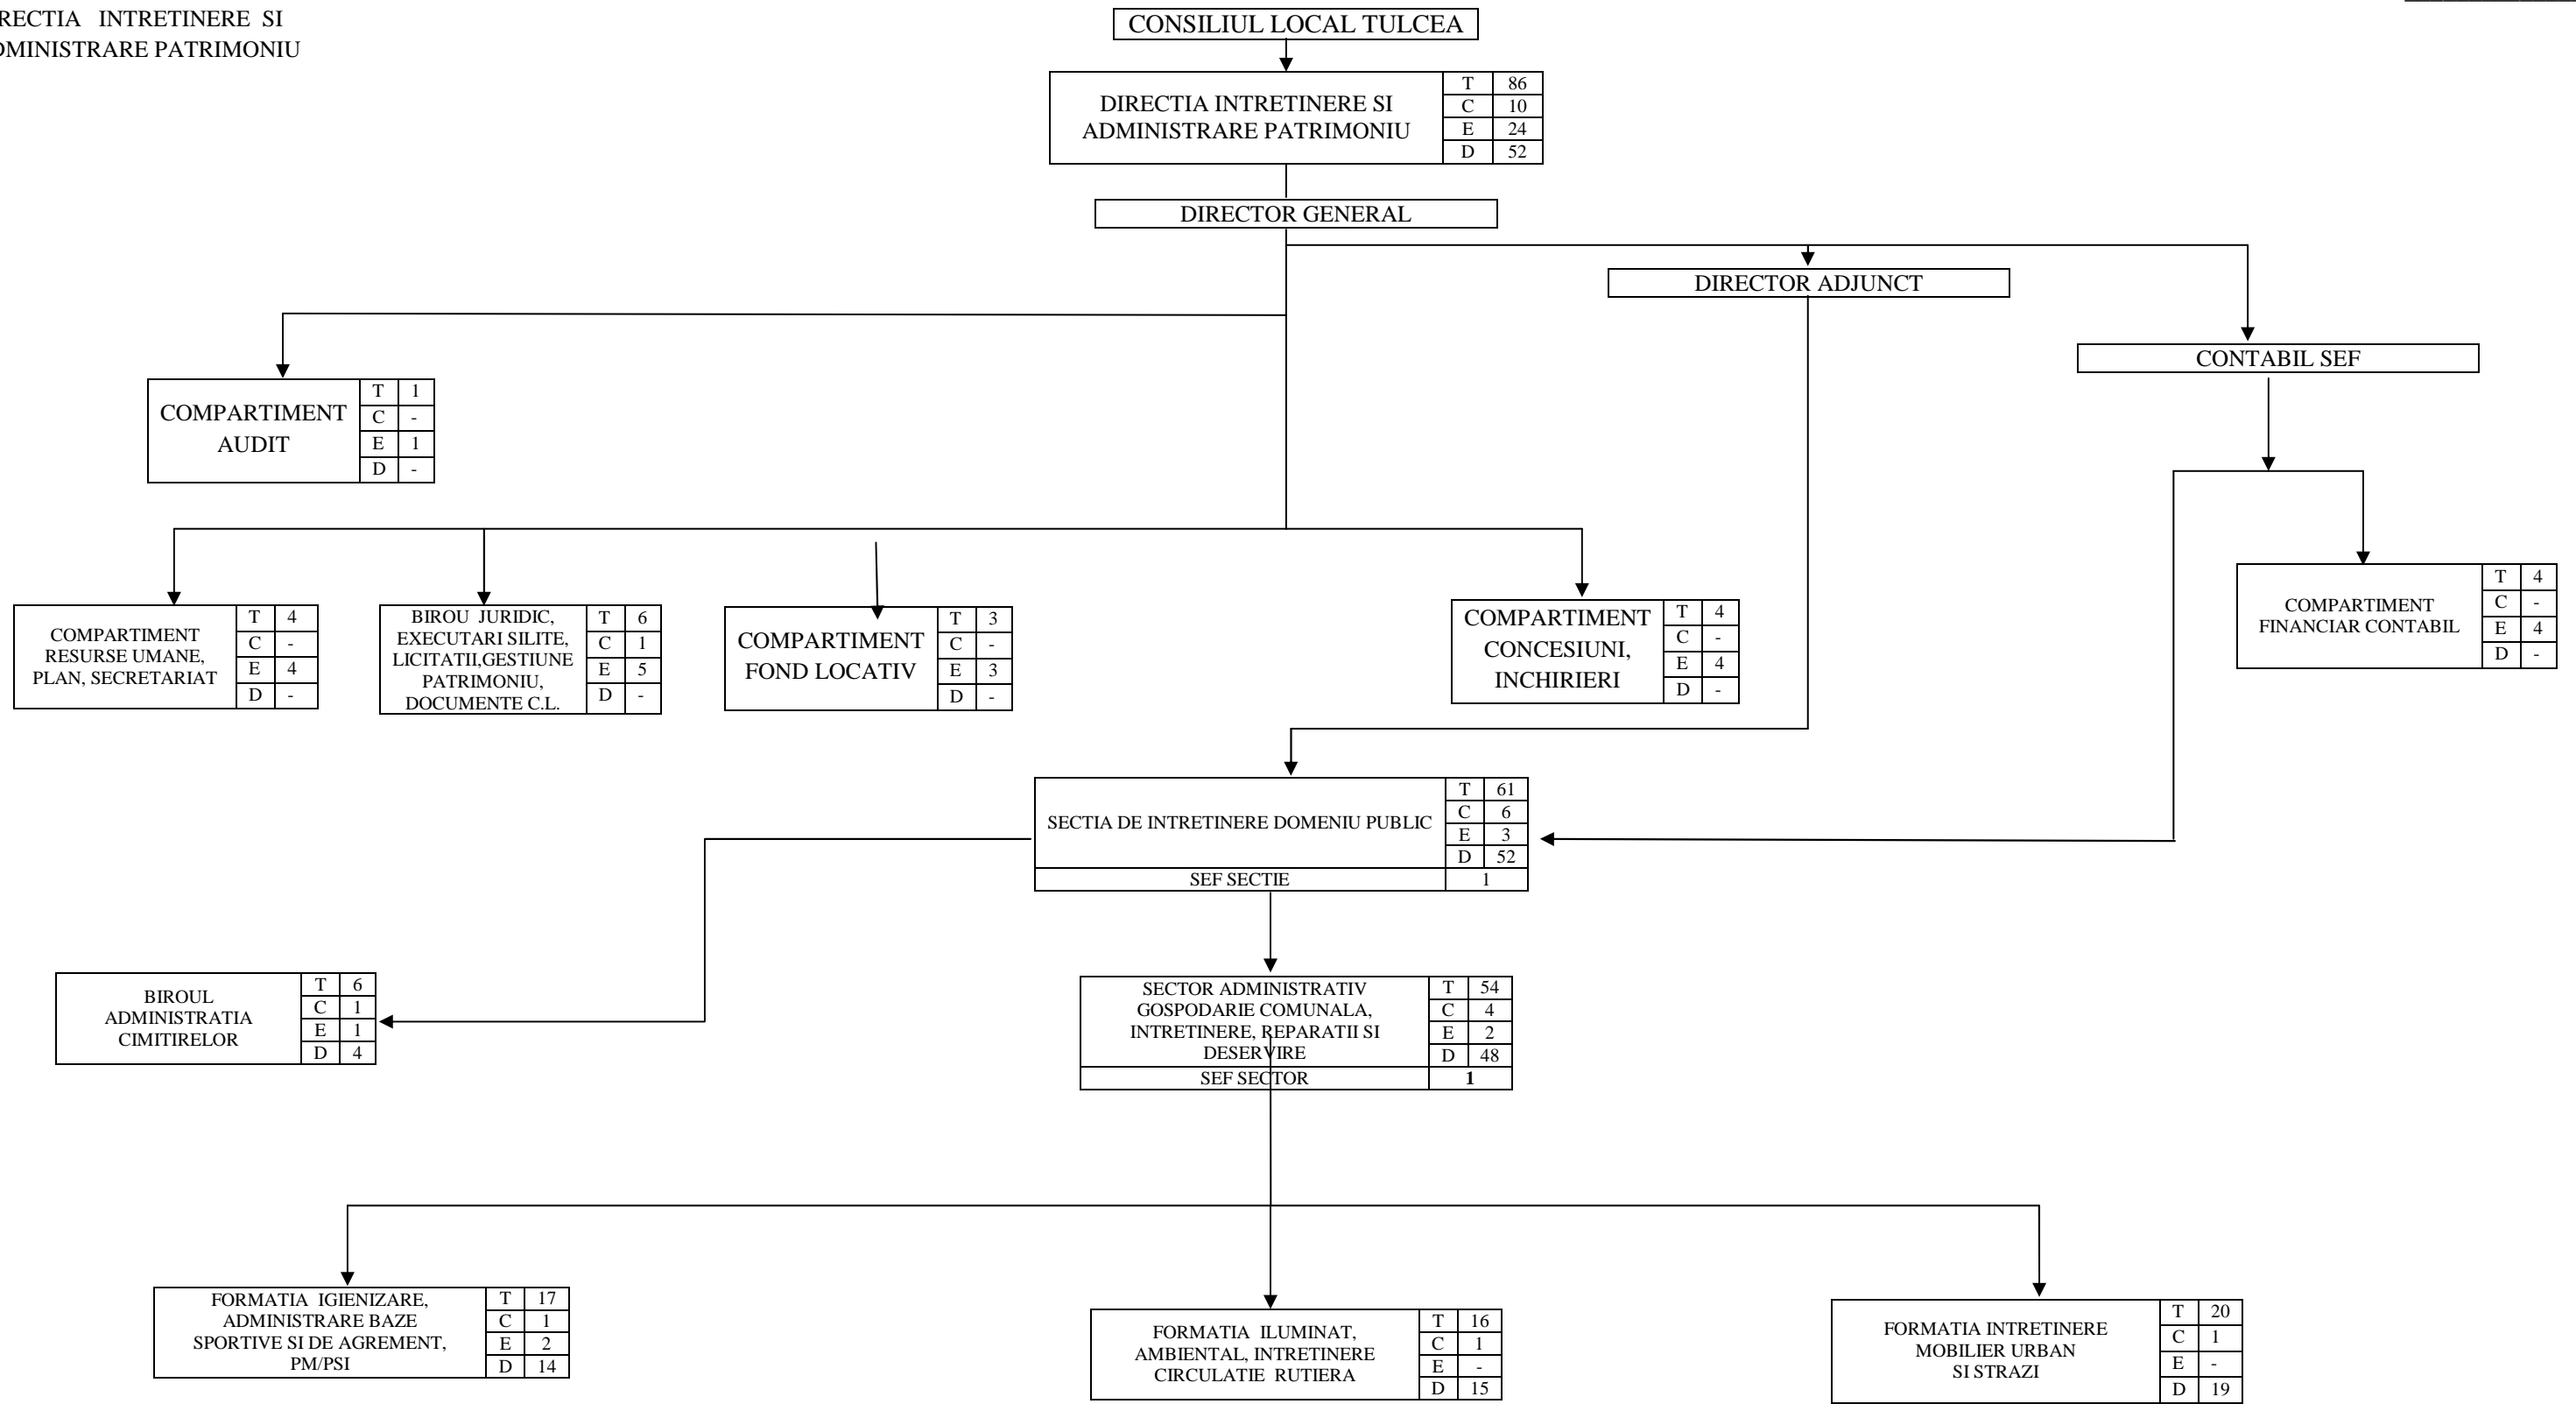 RECTIA INTRETINERE SI
DMINISTRARE PATRIMONIU
CONSILIUL LOCAL TULCEA
DIRECTIA INTRETINERE SI
ADMINISTRARE PATRIMONIU
T 86
C 10
E 24
D 52
DIRECTOR GENERAL
DIRECTOR ADJUNCT
CONTABIL SEF
COMPARTIMENT
AUDIT
T 1
C -
E 1
D -
COMPARTIMENT
RESURSE UMANE,
PLAN, SECRETARIAT
T 4
C -
E 4
D -
BIROU JURIDIC,
EXECUTARI SILITE,
LICITATII,GESTIUNE
PATRIMONIU,
DOCUMENTE C.L.
T 6
C 1
E 5
D -
COMPARTIMENT
FOND LOCATIV
T 3
C -
E 3
D -
COMPARTIMENT
CONCESIUNI,
INCHIRIERI
T 4
C -
E 4
D -
COMPARTIMENT
FINANCIAR CONTABIL
T 4
C -
E 4
D -
SECTIA DE INTRETINERE DOMENIU PUBLIC
T 61
C 6
E 3
D 52
SEF SECTIE 1
BIROUL
ADMINISTRATIA
CIMITIRELOR
T 6
C 1
E 1
D 4
SECTOR ADMINISTRATIV
GOSPODARIE COMUNALA,
INTRETINERE, REPARATII SI
DESERVIRE
T 54
C 4
E 2
D 48
SEF SECTOR 1
FORMATIA IGIENIZARE,
ADMINISTRARE BAZE
SPORTIVE SI DE AGREMENT,
PM/PSI
T 17
C 1
E 2
D 14
FORMATIA ILUMINAT,
AMBIENTAL, INTRETINERE
CIRCULATIE RUTIERA
T 16
C 1
E -
D 15
FORMATIA INTRETINERE
MOBILIER URBAN
SI STRAZI
T 20
C 1
E -
D 19